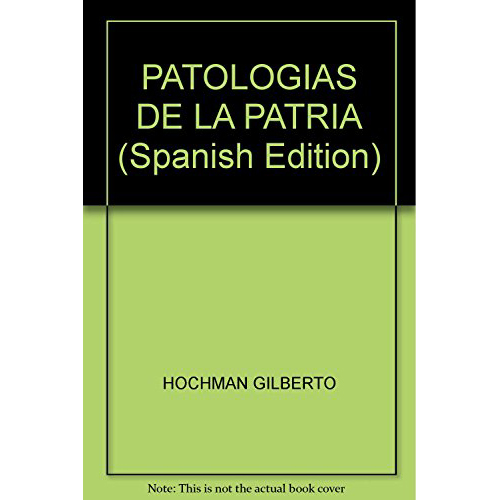 PATOLOGIAS
DE LA PATRIA
(Spanish Edition)
HOCHMAN GILBERTO
Note: This is not the actual book cover